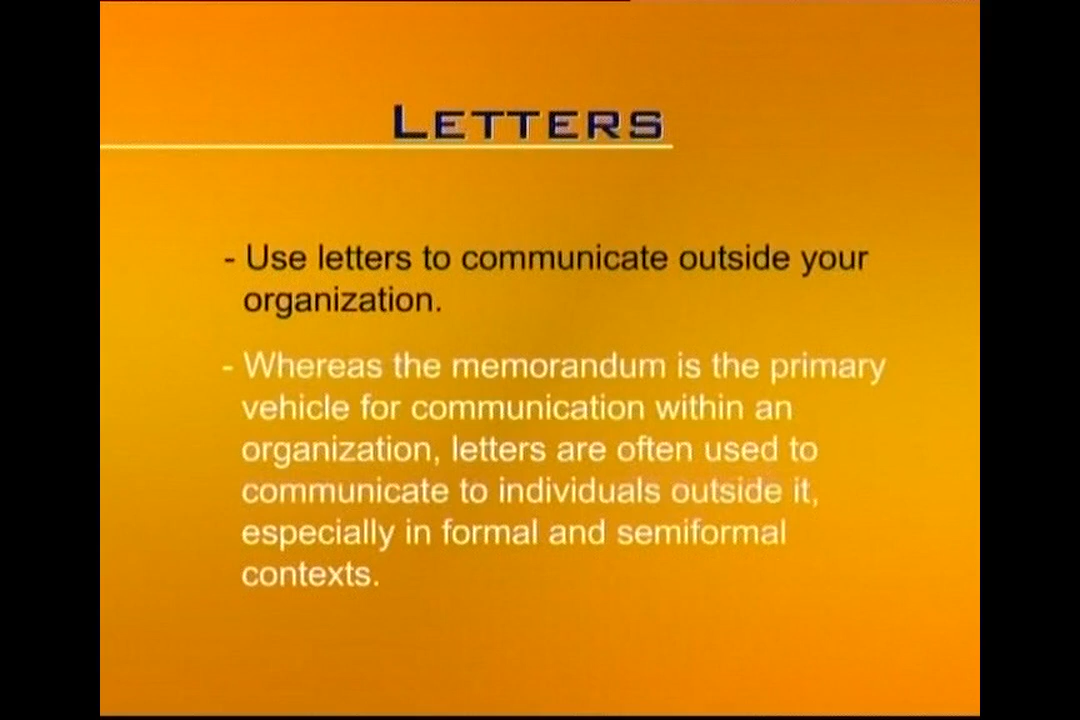 LETTERS
- Use letters to communicate outside your
organization.
- Whereas the memorandum is the primary
vehicle for communication within an
organization, letters are often used to
communicate to individuals outside it,
especially in formal and semiformal
contexts.